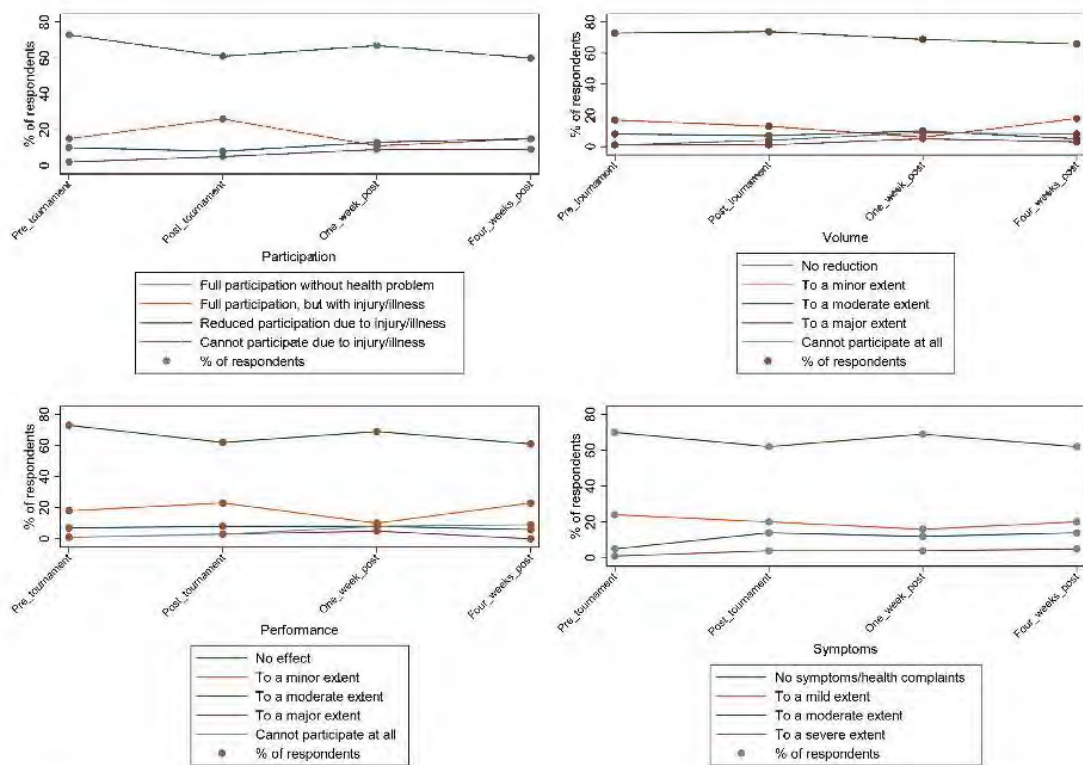 % of respondents
80
60
40
20
0
Pre_tournament
Post_tournament
One_week_post
Four_weeks_post
Participation
Full participation without health problem
Full participation, but with injury/illness
Reduced participation due to injury/illness
Cannot participate due to injury/illness
% of respondents
% of respondents
80
60
40
20
0
Pre_tournament
Post_tournament
One_week_post
Four_weeks_post
Volume
No reduction
To a minor extent
To a moderate extent
To a major extent
Cannot participate at all
% of respondents
% of respondents
80
60
40
20
0
Pre_tournament
Post_tournament
One_week_post
Four_weeks_post
Performance
No effect
To a minor extent
To a moderate extent
To a major extent
Cannot participate at all
% of respondents
% of respondents
80
60
40
20
0
Pre_tournament
Post_tournament
One_week_post
Four_weeks_post
Symptoms
No symptoms/health complaints
To a mild extent
To a moderate extent
To a severe extent
% of respondents